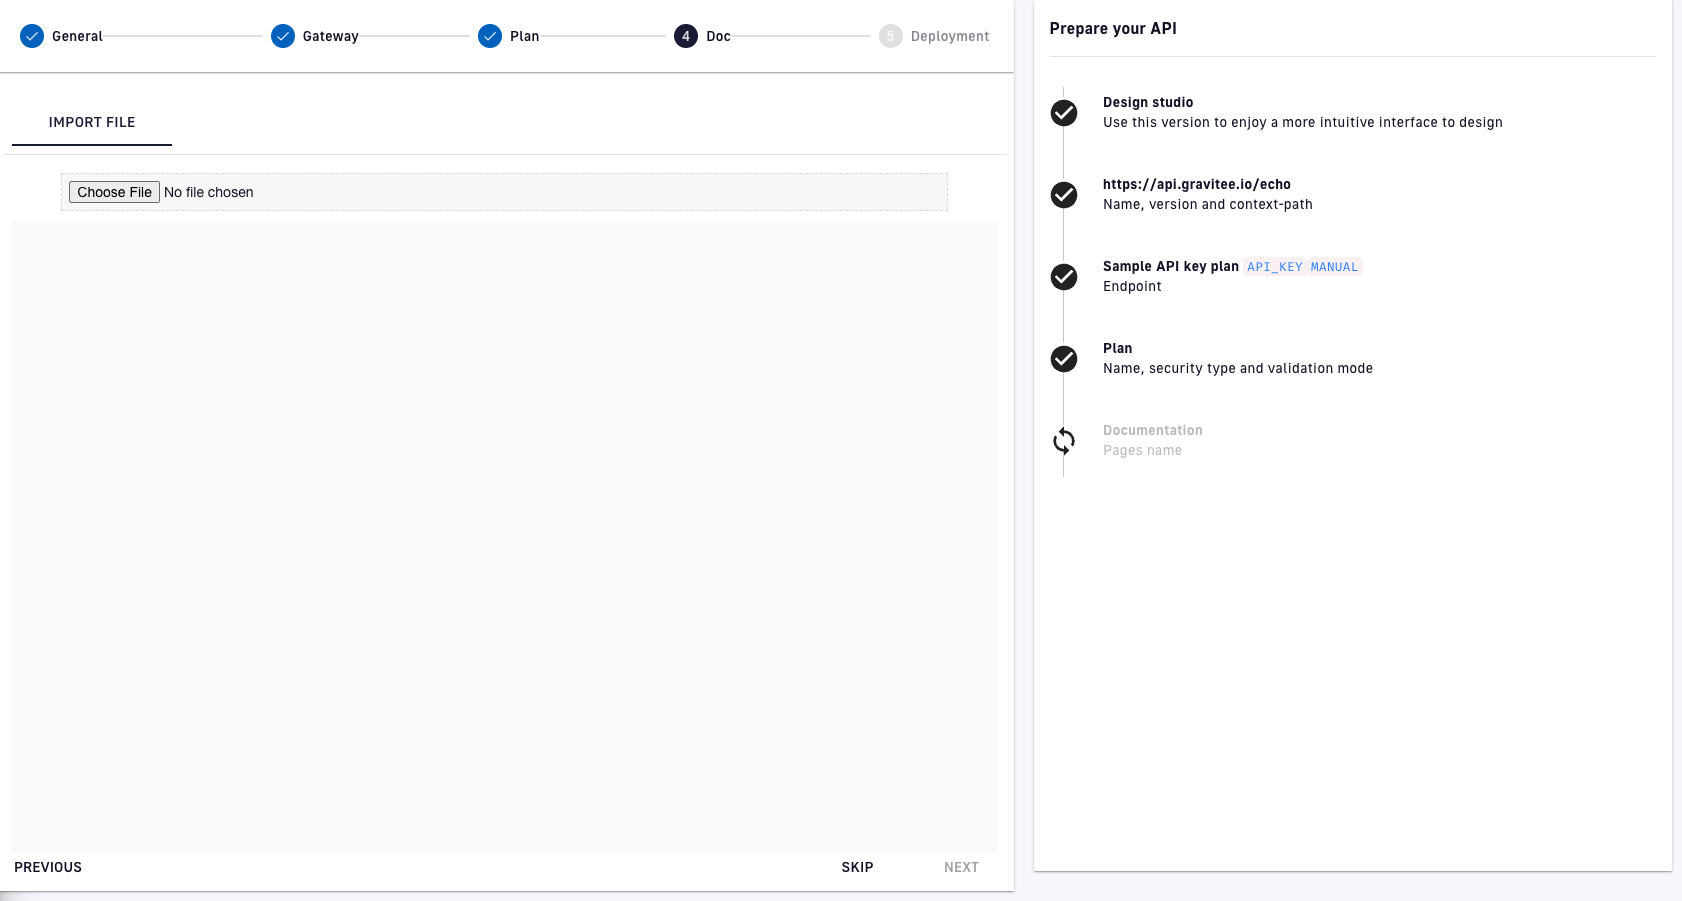 General
Gateway
Plan
4 Doc
5 Deployment
IMPORT FILE
Choose File No file chosen
PREVIOUS
SKIP
NEXT
Prepare your API
Design studio
Use this version to enjoy a more intuitive interface to design
https://api.gravitee.io/echo
Name, version and context-path
Sample API key plan API_KEY MANUAL
Endpoint
Plan
Name, security type and validation mode
Documentation
Pages name